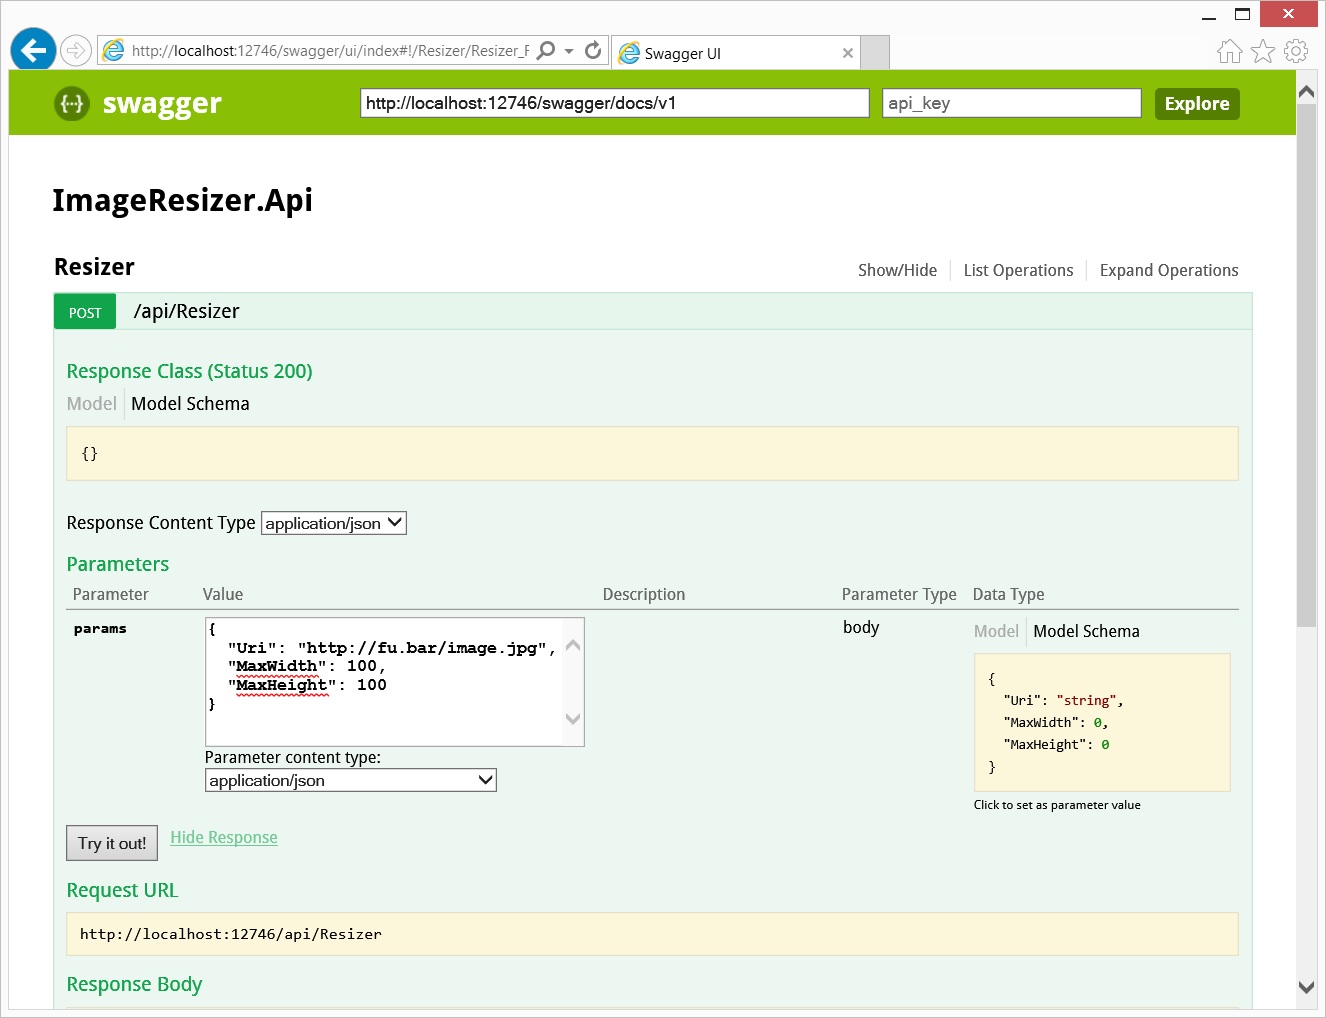 http://localhost:12746/swagger/ui/index#!/Resizer/Resizer_F
Swagger UI
swagger
http://localhost:12746/swagger/docs/v1
api_key
Explore
ImageResizer.Api
Resizer
Show/Hide
List Operations
Expand Operations
POST
/api/Resizer
Response Class (Status 200)
Model
Model Schema
{}
Response Content Type
application/json
Parameters
Parameter
Value
Description
Parameter Type
Data Type
params
{
"Uri": "http://fu.bar/image.jpg",
"MaxWidth": 100,
"MaxHeight": 100
}
Parameter content type:
application/json
body
Model
Model Schema
{
"Uri": "string",
"MaxWidth": 0,
"MaxHeight": 0
}
Click to set as parameter value
Try it out!
Hide Response
Request URL
http://localhost:12746/api/Resizer
Response Body